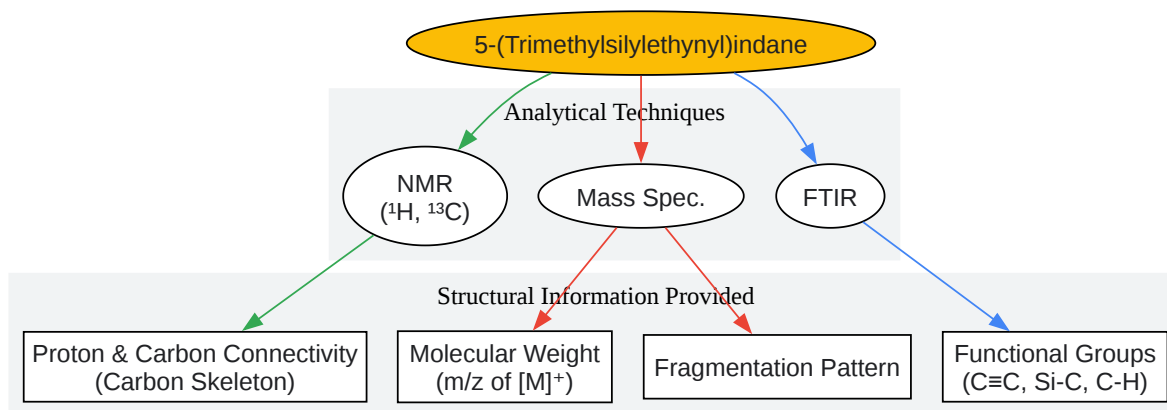 5-(Trimethylsilylethynyl)indane
Analytical Techniques
NMR
(¹H, ¹³C)
Mass Spec.
FTIR
Structural Information Provided
Proton & Carbon Connectivity
(Carbon Skeleton)
Molecular Weight
(m/z of [M]⁺)
Fragmentation Pattern
Functional Groups
(C≡C, Si-C, C-H)